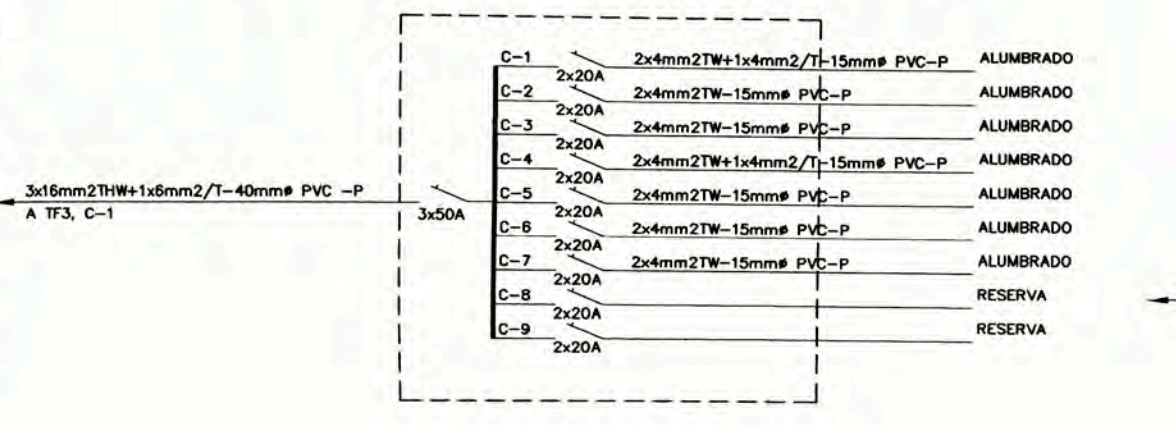 C-1 2x4mm2TW+1x4mm2/T-15mmø PVC-P ALUMBRADO
2x20A
C-2 2x4mm2TW-15mmø PVC-P ALUMBRADO
2x20A
C-3 2x4mm2TW-15mmø PVC-P ALUMBRADO
2x20A
C-4 2x4mm2TW+1x4mm2/T-15mmø PVC-P ALUMBRADO
2x20A
3x16mm2THW+1x6mm2/T-40mmø PVC -P
A TF3, C-1
3x50A
C-5 2x4mm2TW-15mmø PVC-P ALUMBRADO
2x20A
C-6 2x4mm2TW-15mmø PVC-P ALUMBRADO
2x20A
C-7 2x4mm2TW-15mmø PVC-P ALUMBRADO
2x20A
C-8 RESERVA
2x20A
C-9 RESERVA
2x20A